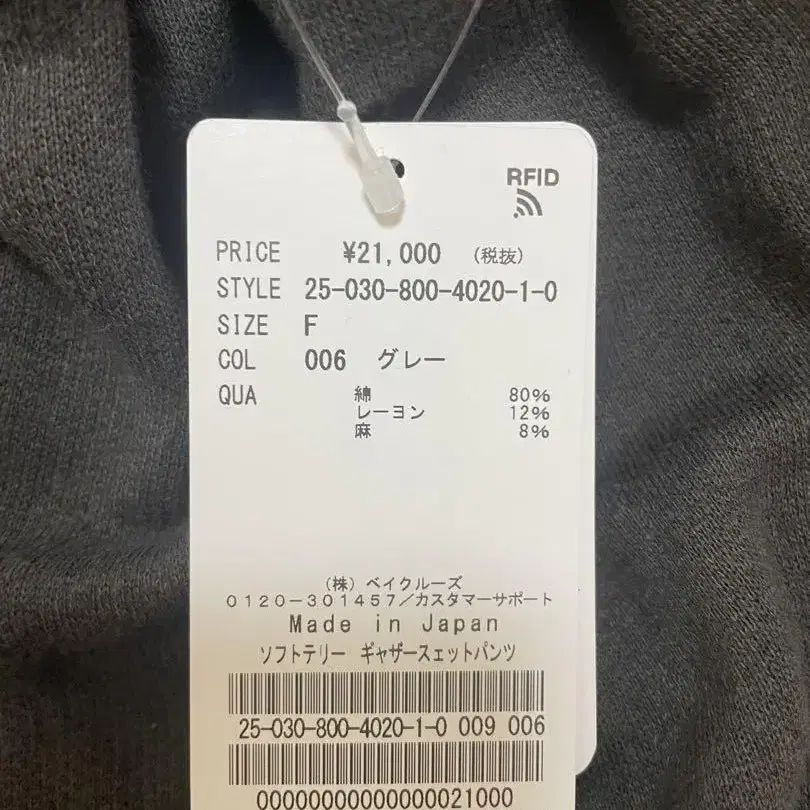 RFID
PRICE ¥21,000 (税抜)
STYLE 25-030-800-4020-1-0
SIZE F
COL 006 グレー
QUA 綿 80%
レーヨン 12%
麻 8%
(株)ベイクルーズ
0120-301457/カスタマーサポート
Made in Japan
ソフトテリー ギャザースェットパンツ
25-030-800-4020-1-0 009 006
00000000000000021000